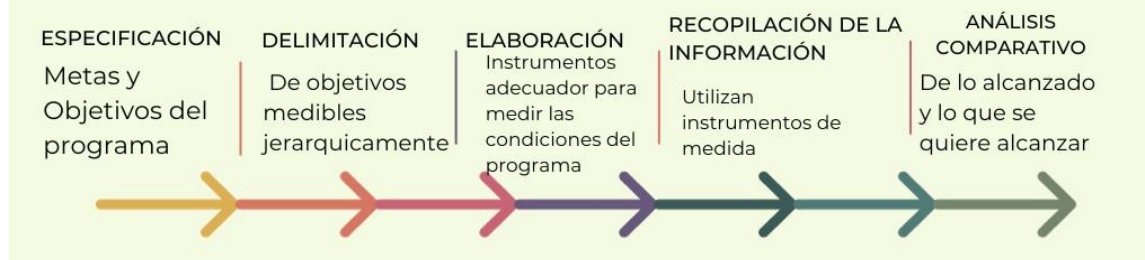 ESPECIFICACIÓN
Metas y
Objetivos del
programa
DELIMITACIÓN
De objetivos
medibles
jerarquicamente
ELABORACIÓN
Instrumentos
adecuador para
medir las
condiciones del
programa
RECOPILACIÓN DE LA
INFORMACIÓN
Utilizan
instrumentos de
medida
ANÁLISIS
COMPARATIVO
De lo alcanzado
y lo que se
quiere alcanzar